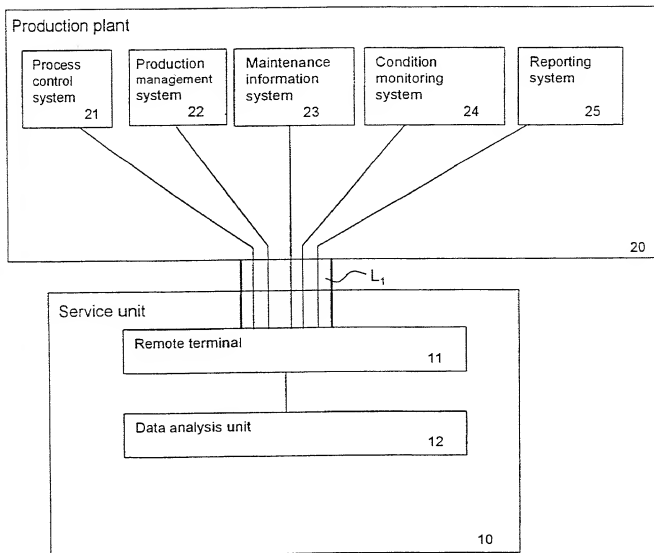 Production plant
Process
control
system
21
Production
management
system
22
Maintenance
information
system
23
Condition
monitoring
system
24
Reporting
system
25
20
L1
Service unit
Remote terminal
11
Data analysis unit
12
10